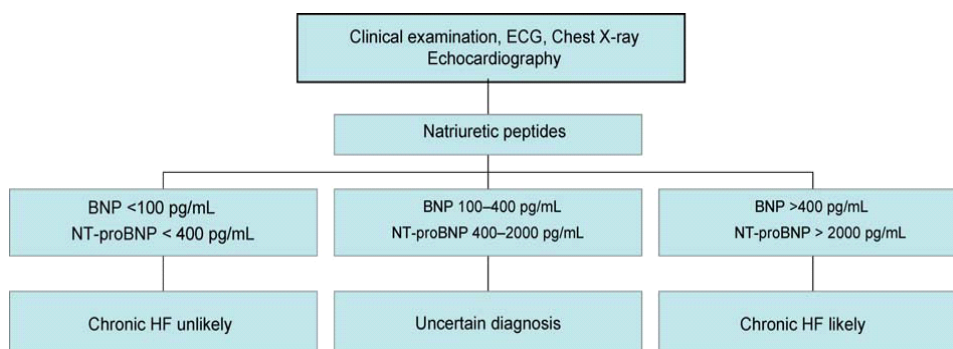 Clinical examination, ECG, Chest X-ray
Echocardiography
Natriuretic peptides
BNP <100 pg/mL
NT-proBNP < 400 pg/mL
BNP 100–400 pg/mL
NT-proBNP 400–2000 pg/mL
BNP >400 pg/mL
NT-proBNP > 2000 pg/mL
Chronic HF unlikely
Uncertain diagnosis
Chronic HF likely